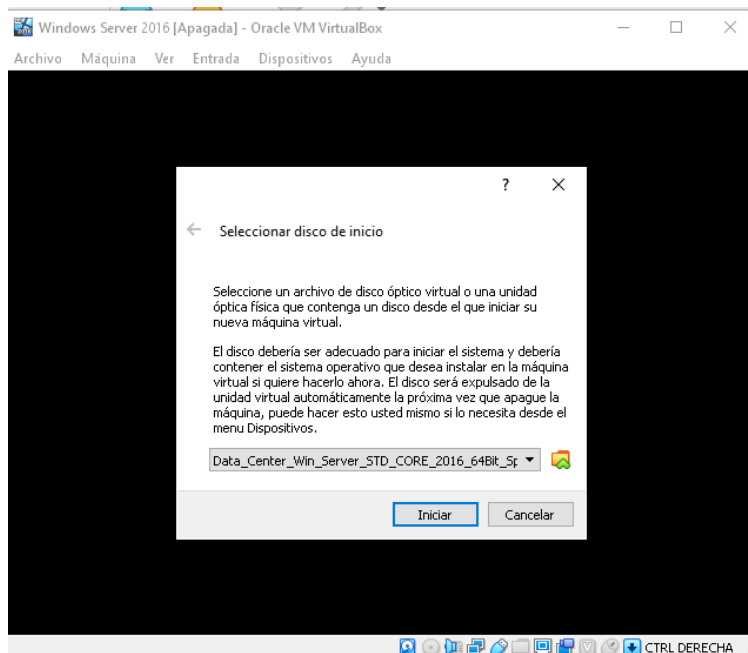 Windows Server 2016 [Apagada] - Oracle VM VirtualBox
Archivo Máquina Ver Entrada Dispositivos Ayuda
?
Seleccionar disco de inicio
Seleccione un archivo de disco óptico virtual o una unidad
óptica física que contenga un disco desde el que iniciar su
nueva máquina virtual.
El disco debería ser adecuado para iniciar el sistema y debería
contener el sistema operativo que desea instalar en la máquina
virtual si quiere hacerlo ahora. El disco será expulsado de la
unidad virtual automáticamente la próxima vez que apague la
máquina, puede hacer esto usted mismo si lo necesita desde el
menu Dispositivos.
Data_Center_Win_Server_STD_CORE_2016_64Bit_Sp
Iniciar Cancelar
CTRL DERECHA